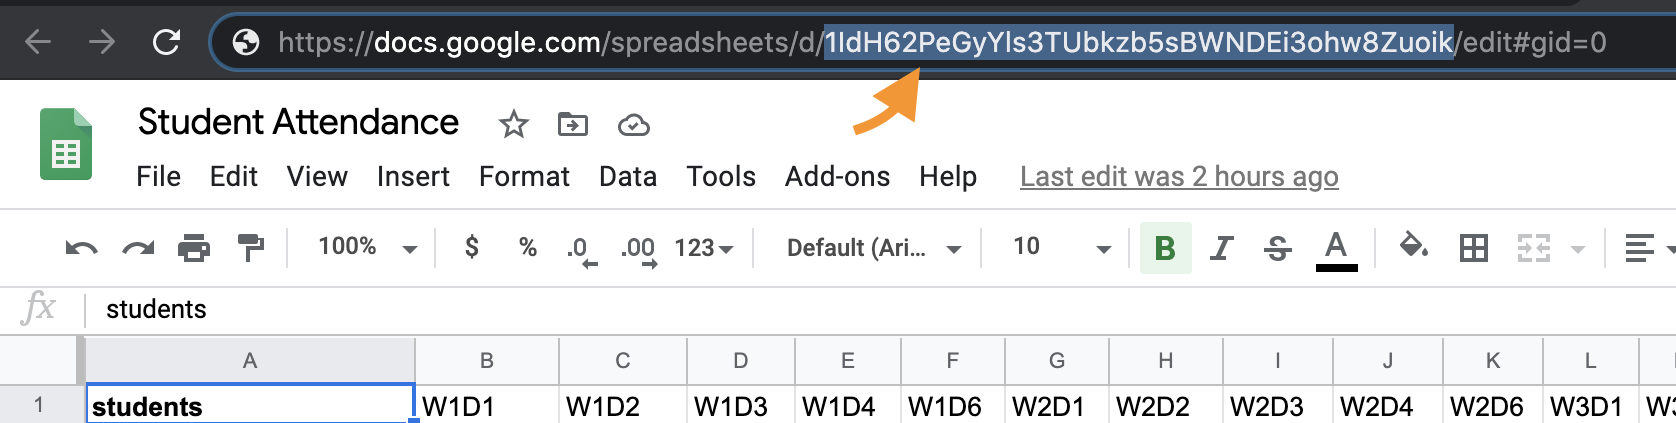 https://docs.google.com/spreadsheets/d/1IdH62PeGyYls3TUbkzb5sBWNDEi3ohw8Zuoik/edit#gid=0
Student Attendance
File Edit View Insert Format Data Tools Add-ons Help Last edit was 2 hours ago
100% $ % .0 .00 123 Default (Ari... 10 B I S A
fx students
A B C D E F G H I J K L
1 students W1D1 W1D2 W1D3 W1D4 W1D6 W2D1 W2D2 W2D3 W2D4 W2D6 W3D1